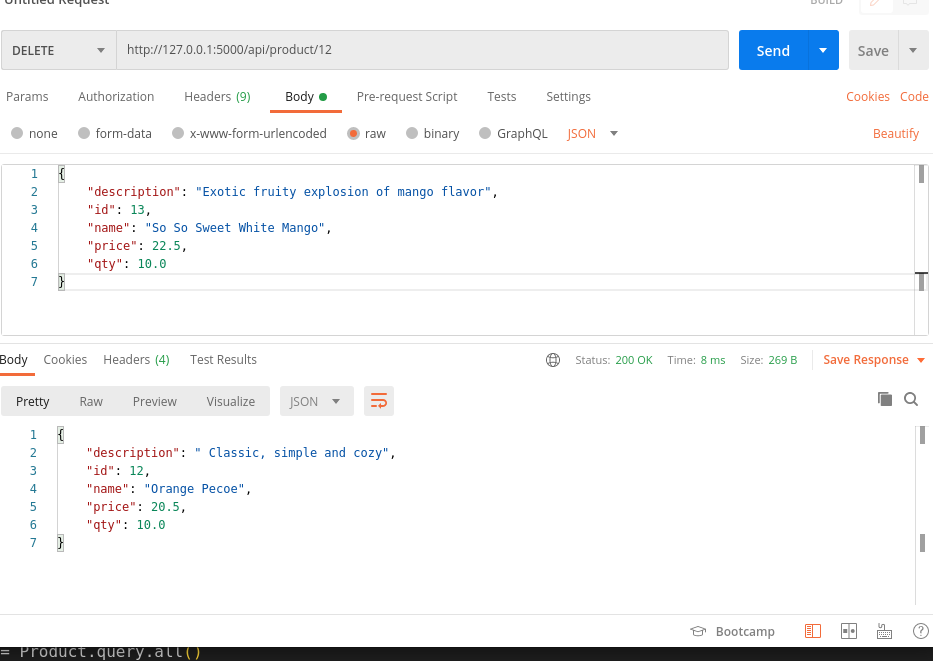 Untitled Request BUILD
DELETE http://127.0.0.1:5000/api/product/12 Send Save
Params Authorization Headers (9) Body Pre-request Script Tests Settings Cookies Code
none form-data x-www-form-urlencoded raw binary GraphQL JSON Beautify
1 {
2 "description": "Exotic fruity explosion of mango flavor",
3 "id": 13,
4 "name": "So So Sweet White Mango",
5 "price": 22.5,
6 "qty": 10.0
7 }
Body Cookies Headers (4) Test Results Status: 200 OK Time: 8 ms Size: 269 B Save Response
Pretty Raw Preview Visualize JSON
1 {
2 "description": " Classic, simple and cozy",
3 "id": 12,
4 "name": "Orange Pecoe",
5 "price": 20.5,
6 "qty": 10.0
7 }
Bootcamp ?
= Product.query.all()